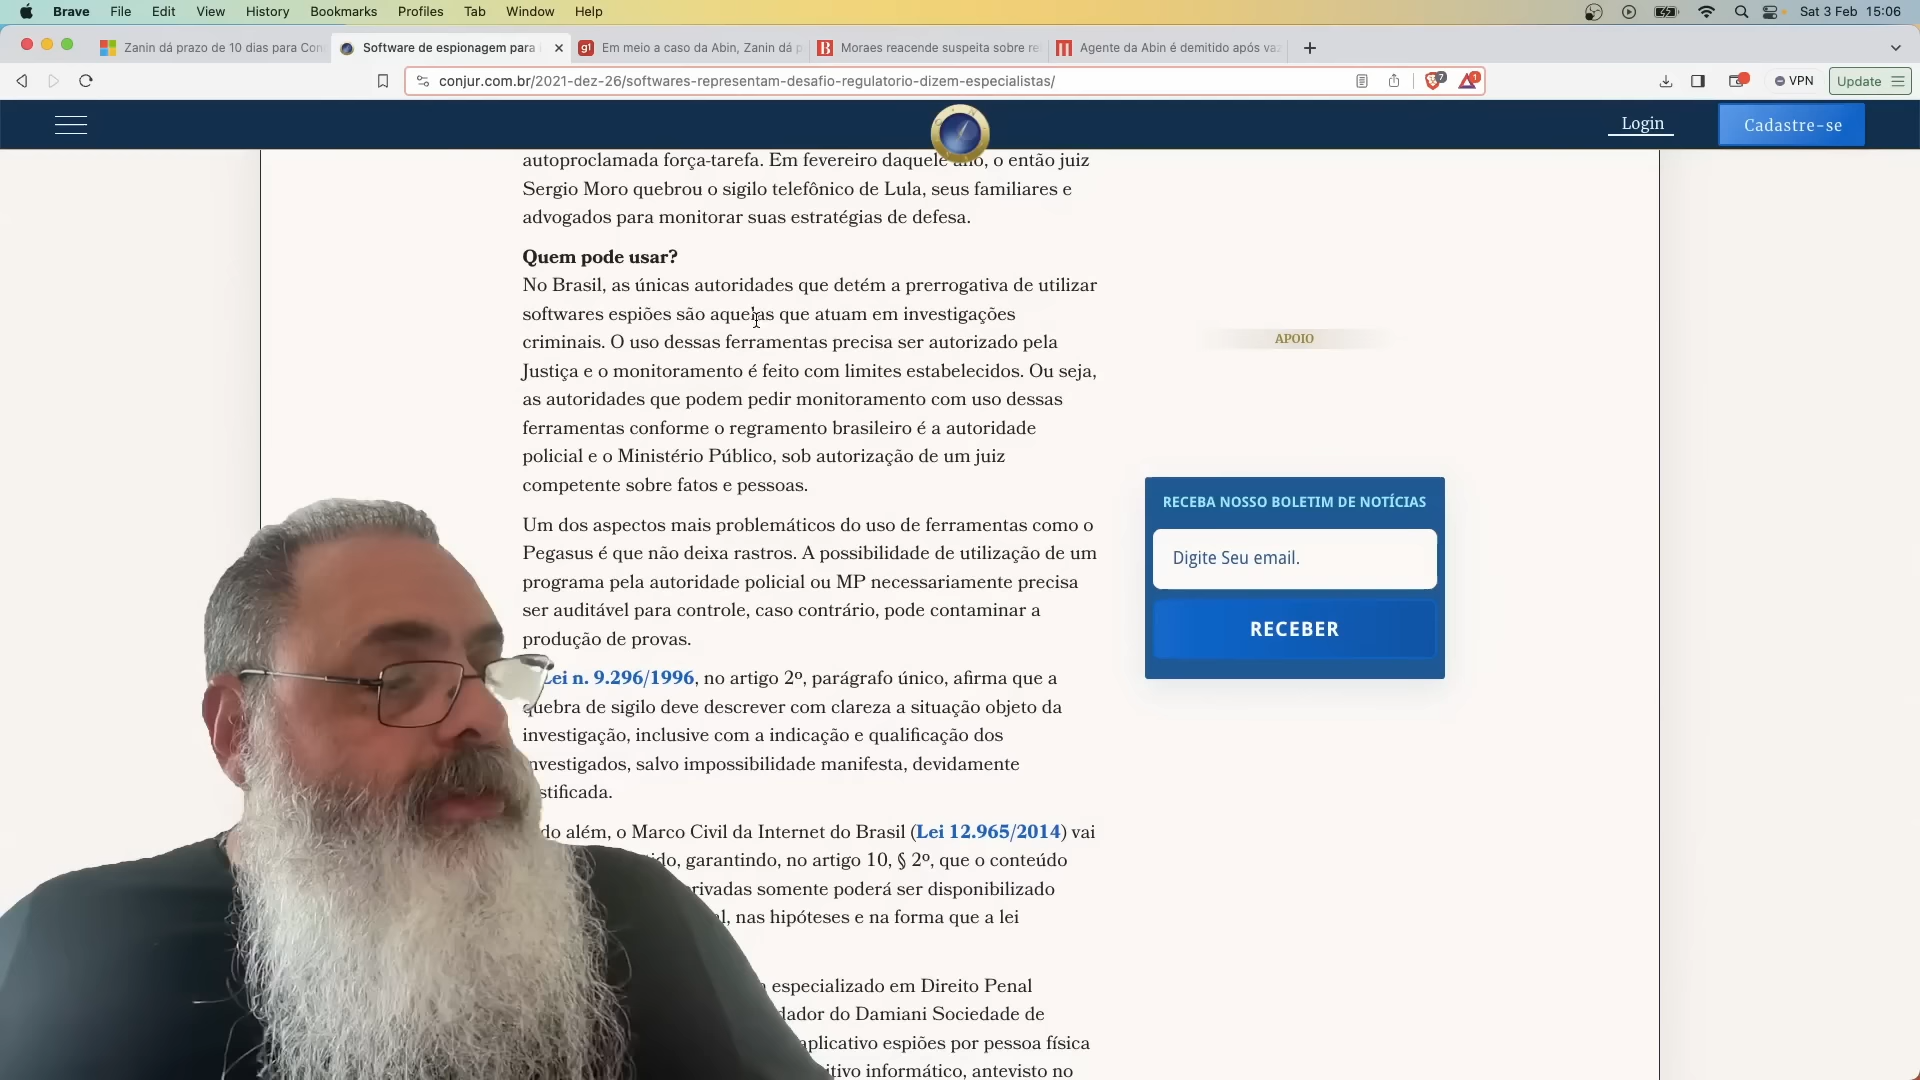 Brave File Edit View History Bookmarks Profiles Tab Window Help Sat 3 Feb 15:06
Zanin dá prazo de 10 dias para Con Software de espionagem para Em meio a caso da Abin, Zanin dá p Moraes reacende suspeita sobre re Agente da Abin é demitido após va
conjur.com.br/2021-dez-26/softwares-representam-desafio-regulatorio-dizem-especialistas/ 7 1 VPN Update
Login Cadastre-se
autoproclamada força-tarefa. Em fevereiro daquele ano, o então juiz
Sergio Moro quebrou o sigilo telefônico de Lula, seus familiares e
advogados para monitorar suas estratégias de defesa.
Quem pode usar?
No Brasil, as únicas autoridades que detém a prerrogativa de utilizar
softwares espiões são aquelas que atuam em investigações
criminais. O uso dessas ferramentas precisa ser autorizado pela
Justiça e o monitoramento é feito com limites estabelecidos. Ou seja,
as autoridades que podem pedir monitoramento com uso dessas
ferramentas conforme o regramento brasileiro é a autoridade
policial e o Ministério Público, sob autorização de um juiz
competente sobre fatos e pessoas.
Um dos aspectos mais problemáticos do uso de ferramentas como o
Pegasus é que não deixa rastros. A possibilidade de utilização de um
programa pela autoridade policial ou MP necessariamente precisa
ser auditável para controle, caso contrário, pode contaminar a
produção de provas.
Lei n. 9.296/1996, no artigo 2º, parágrafo único, afirma que a
quebra de sigilo deve descrever com clareza a situação objeto da
investigação, inclusive com a indicação e qualificação dos
investigados, salvo impossibilidade manifesta, devidamente
stificada.
do além, o Marco Civil da Internet do Brasil (Lei 12.965/2014) vai
ido, garantindo, no artigo 10, § 2º, que o conteúdo
rivadas somente poderá ser disponibilizado
l, nas hipóteses e na forma que a lei
especializado em Direito Penal
dador do Damiani Sociedade de
aplicativo espiões por pessoa física
itivo informático, antevisto no
APOIO
RECEBA NOSSO BOLETIM DE NOTÍCIAS
Digite Seu email.
RECEBER